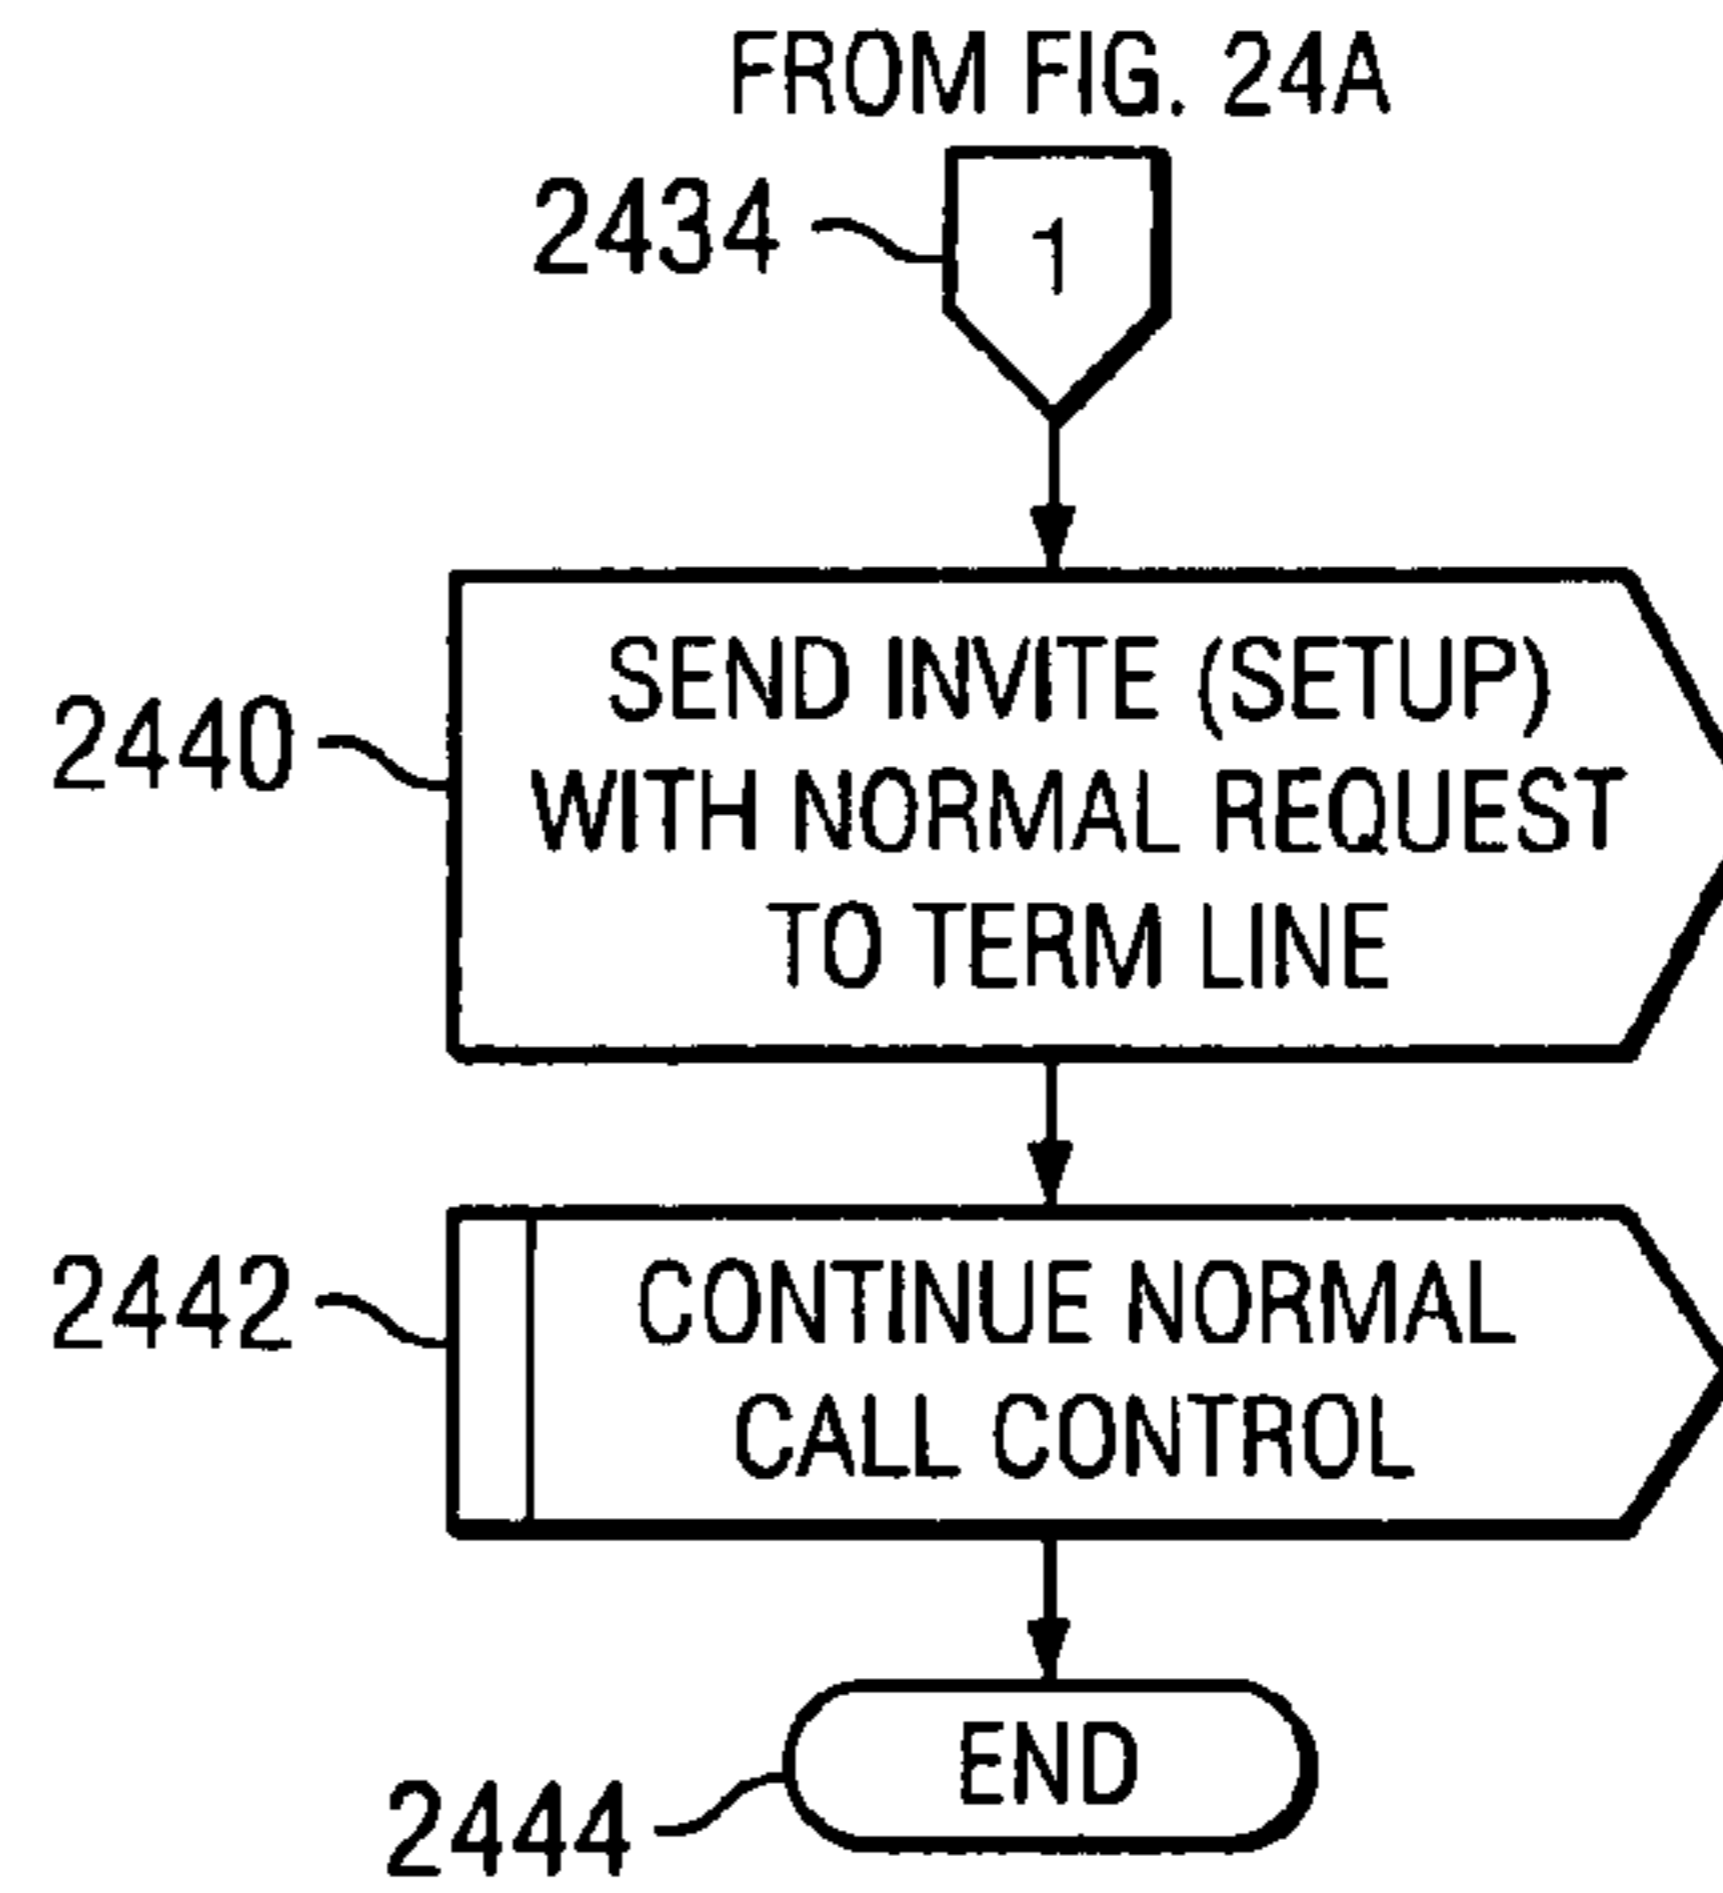 FROM FIG. 24A
2434
1
2440
SEND INVITE (SETUP)
WITH NORMAL REQUEST
TO TERM LINE
2442
CONTINUE NORMAL
CALL CONTROL
END
2444